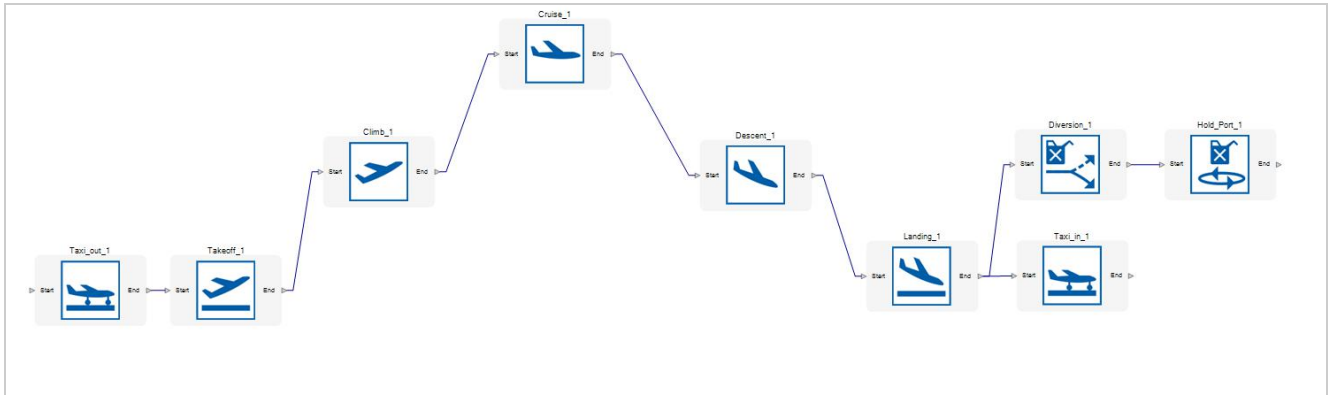 Cruise_1
Start End
Climb_1
Start End
Descent_1
Start End
Diversion_1
Start End
Hold_Port_1
Start End
Taxi_out_1
Start End
Takeoff_1
Start End
Landing_1
Start End
Taxi_in_1
Start End